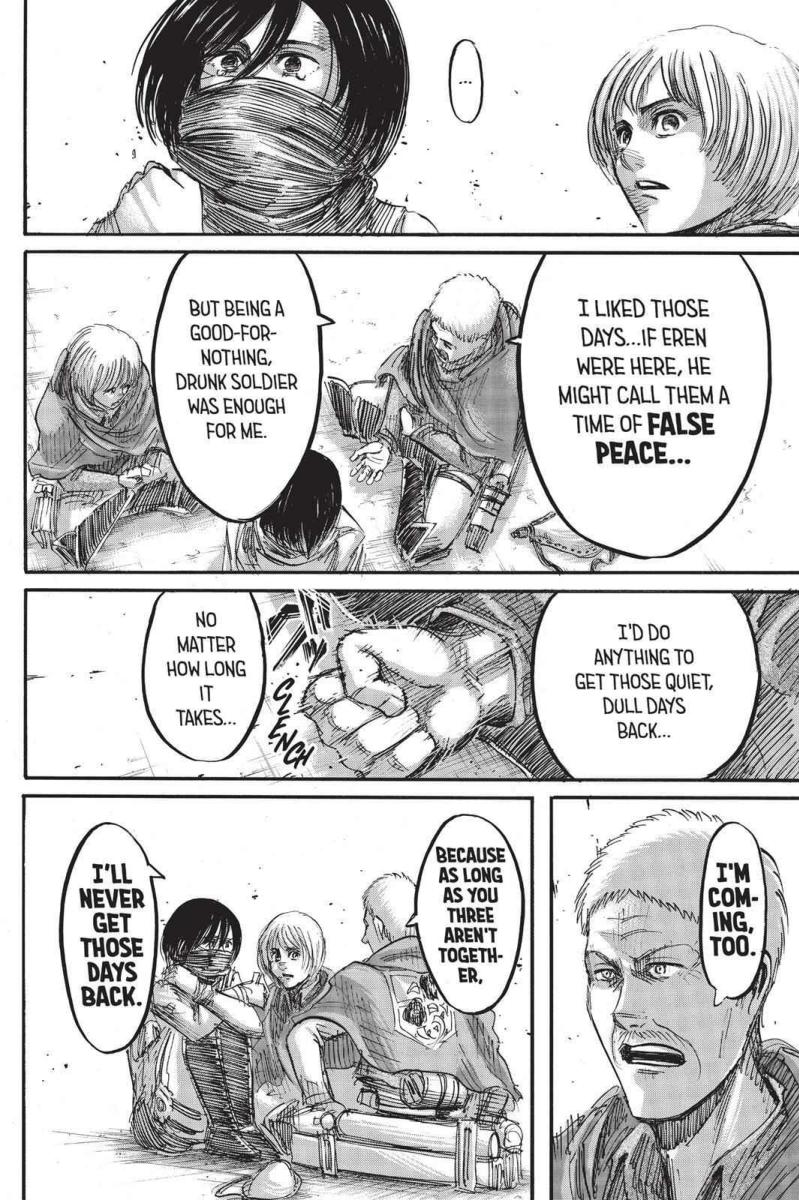 ...
I LIKED THOSE
DAYS...IF EREN
WERE HERE, HE
MIGHT CALL THEM A
TIME OF FALSE
PEACE...
BUT BEING A
GOOD-FOR-
NOTHING,
DRUNK SOLDIER
WAS ENOUGH
FOR ME.
I'D DO
ANYTHING TO
GET THOSE QUIET,
DULL DAYS
BACK...
CLENCH
NO
MATTER
HOW LONG
IT
TAKES...
I'M
COM-
ING,
TOO.
BECAUSE
AS LONG
AS YOU
THREE
AREN'T
TOGETH-
ER,
I'LL
NEVER
GET
THOSE
DAYS
BACK.